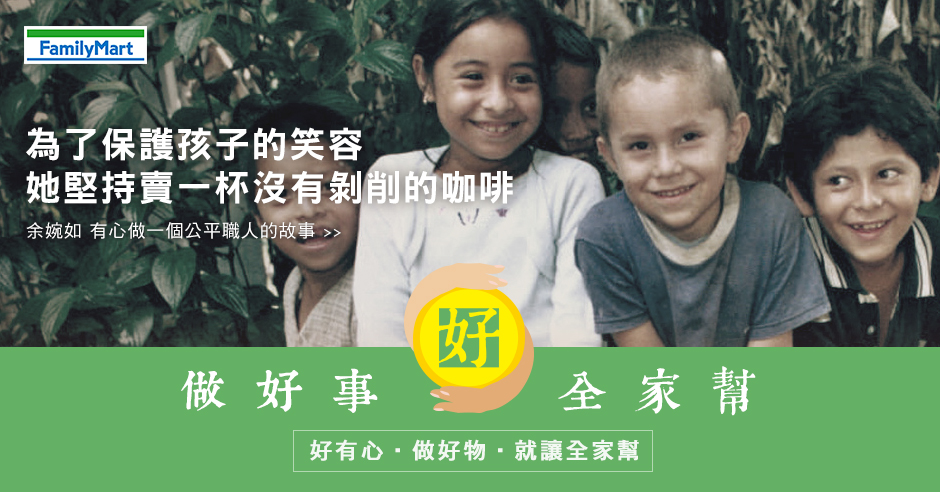 FamilyMart
為了保護孩子的笑容
她堅持賣一杯沒有剝削的咖啡
余婉如 有心做一個公平職人的故事 >>
好
做好事 全家幫
好有心・做好物・就讓全家幫